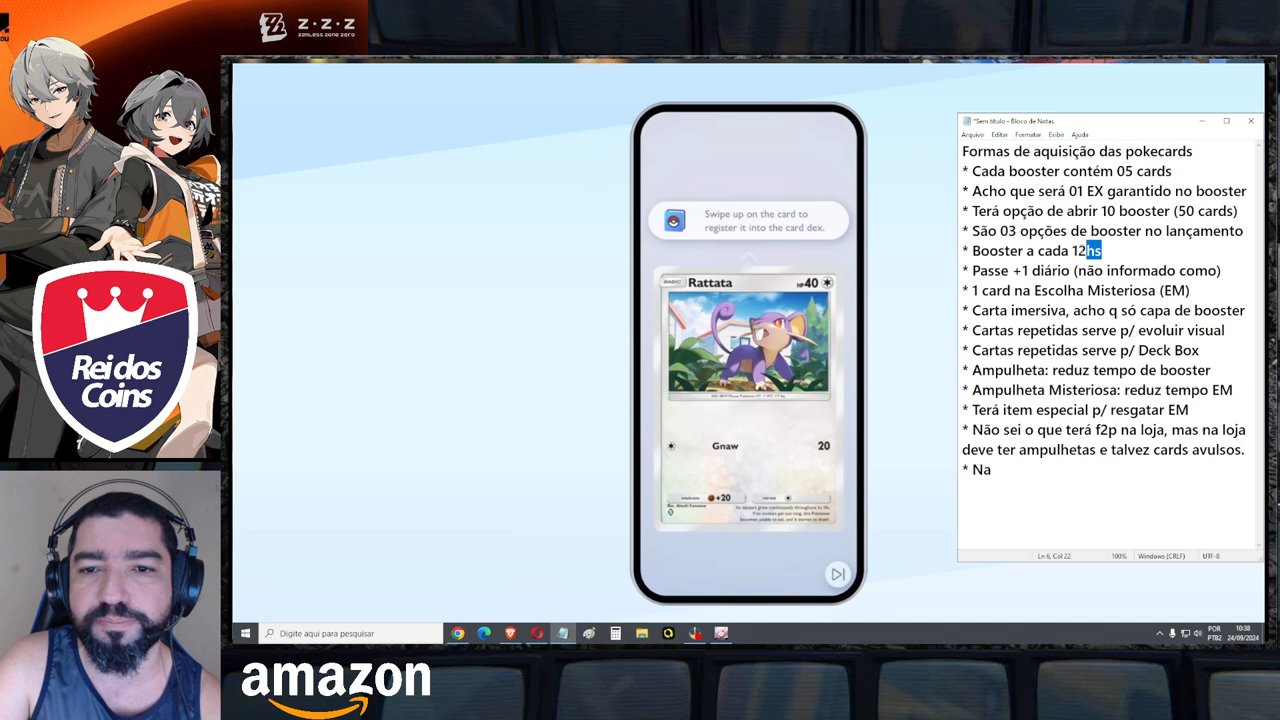 Z·Z·Z
ZENLESS ZONE ZERO
*Sem título - Bloco de Notas
Arquivo Editar Formatar Exibir Ajuda
Formas de aquisição das pokecards
* Cada booster contém 05 cards
* Acho que será 01 EX garantido no booster
* Terá opção de abrir 10 booster (50 cards)
* São 03 opções de booster no lançamento
* Booster a cada 12hs
* Passe +1 diário (não informado como)
* 1 card na Escolha Misteriosa (EM)
* Carta imersiva, acho q só capa de booster
* Cartas repetidas serve p/ evoluir visual
* Cartas repetidas serve p/ Deck Box
* Ampulheta: reduz tempo de booster
* Ampulheta Misteriosa: reduz tempo EM
* Terá item especial p/ resgatar EM
* Não sei o que terá f2p na loja, mas na loja
deve ter ampulhetas e talvez cards avulsos.
* Na
Ln 6, Col 22 100% Windows (CRLF) UTF-8
Swipe up on the card to
register it into the card dex.
BASIC Rattata HP 40
Gnaw 20
weakness +20 retreat
Rei dos
Coins
Digite aqui para pesquisar
POR
PTB2
10:38
24/09/2024
amazon